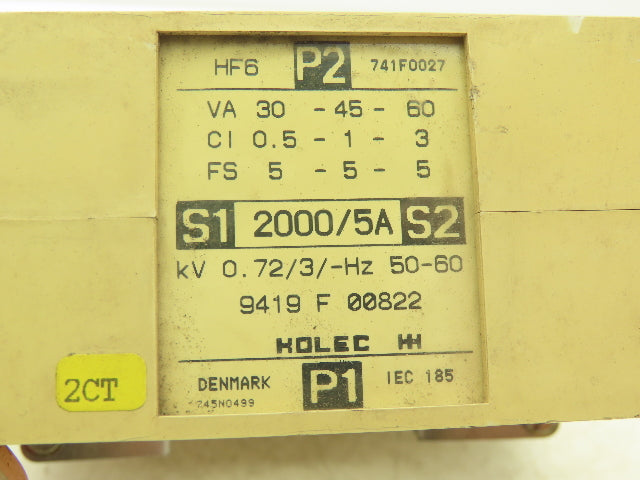 HF6 P2 741F0027
VA 30 - 45 - 60
Cl 0.5 - 1 - 3
FS 5 - 5 - 5
S1 2000/5A S2
kV 0.72/3/-Hz 50-60
9419 F 00822
HOLEC H
DENMARK P1 IEC 185
245N0499
2CT